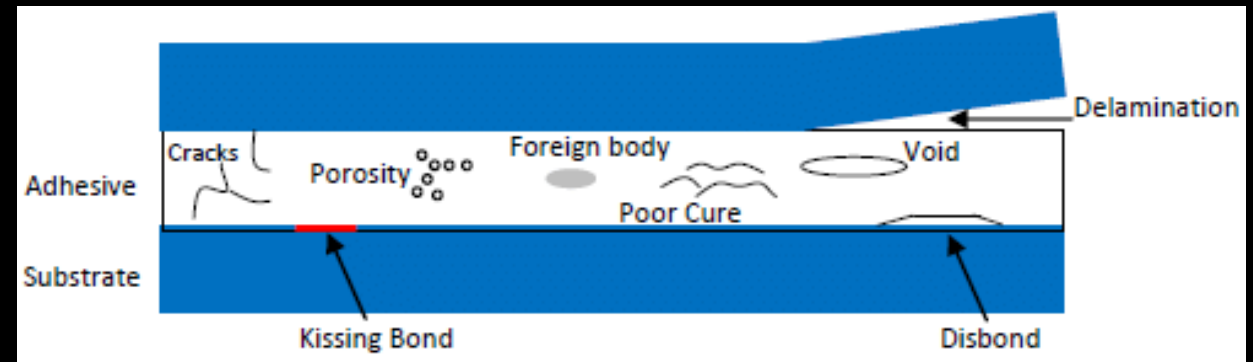 Delamination
Cracks
Foreign body
Void
Porosity
Adhesive
Poor Cure
Substrate
Kissing Bond
Disbond